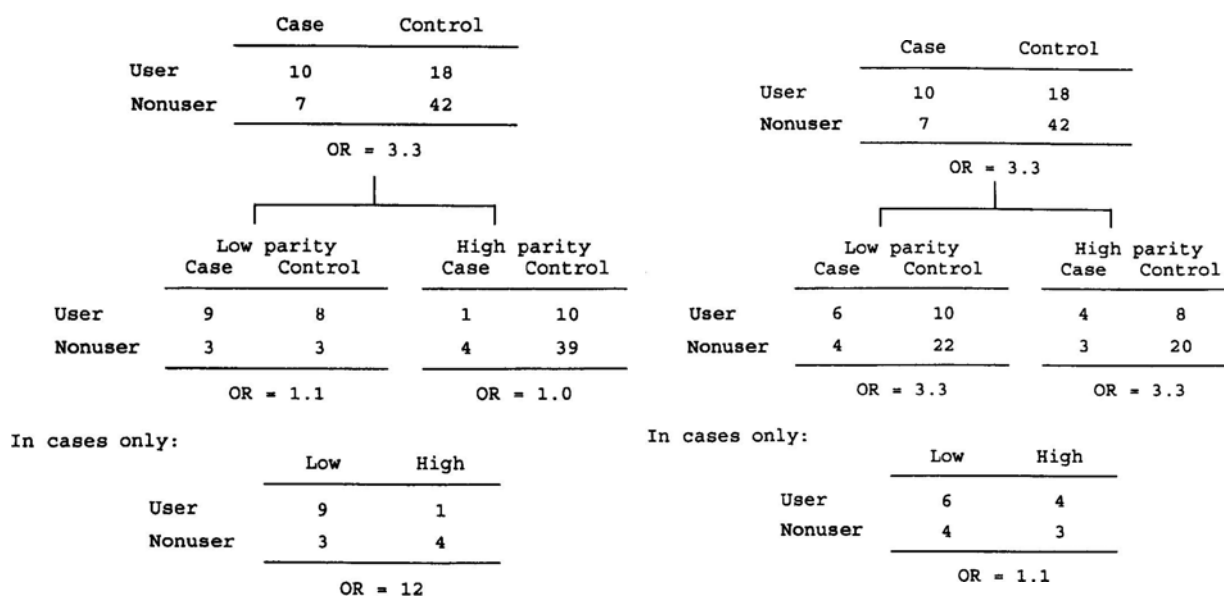 Case Control
User 10 18
Nonuser 7 42
OR = 3.3
Low parity High parity
Case Control Case Control
User 9 8 1 10
Nonuser 3 3 4 39
OR = 1.1 OR = 1.0
In cases only:
Low High
User 9 1
Nonuser 3 4
OR = 12
Case Control
User 10 18
Nonuser 7 42
OR = 3.3
Low parity High parity
Case Control Case Control
User 6 10 4 8
Nonuser 4 22 3 20
OR = 3.3 OR = 3.3
In cases only:
Low High
User 6 4
Nonuser 4 3
OR = 1.1